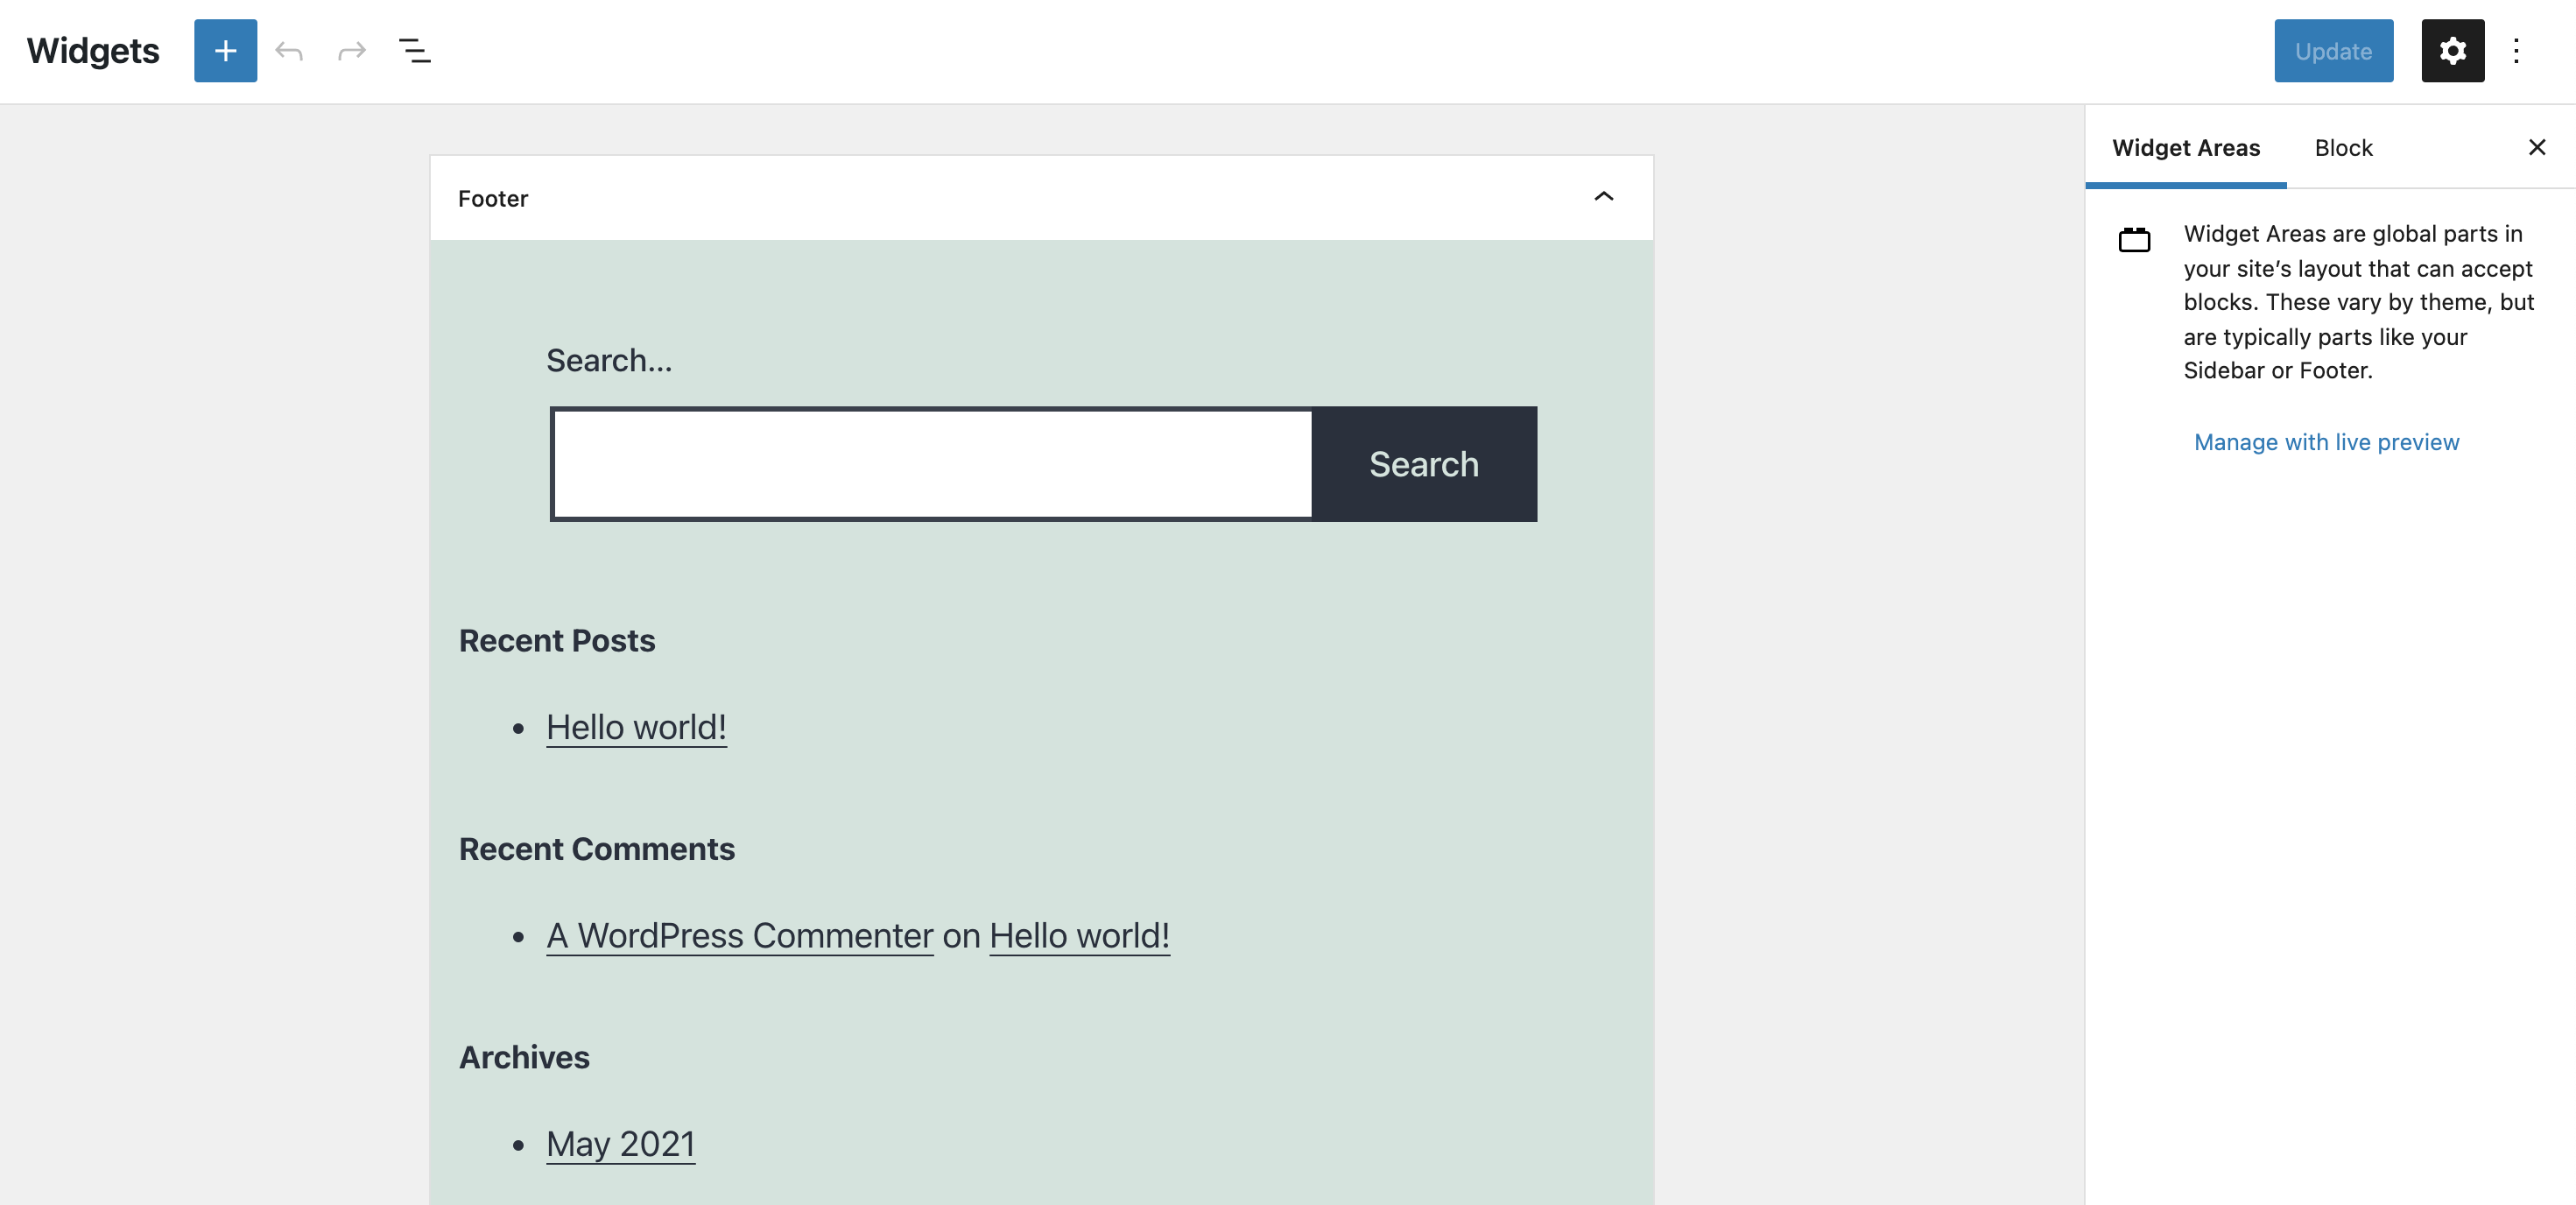 Widgets
Update
Widget Areas
Block
Widget Areas are global parts in
your site’s layout that can accept
blocks. These vary by theme, but
are typically parts like your
Sidebar or Footer.
Manage with live preview
Footer
Search...
Search
Recent Posts
Hello world!
Recent Comments
A WordPress Commenter on Hello world!
Archives
May 2021